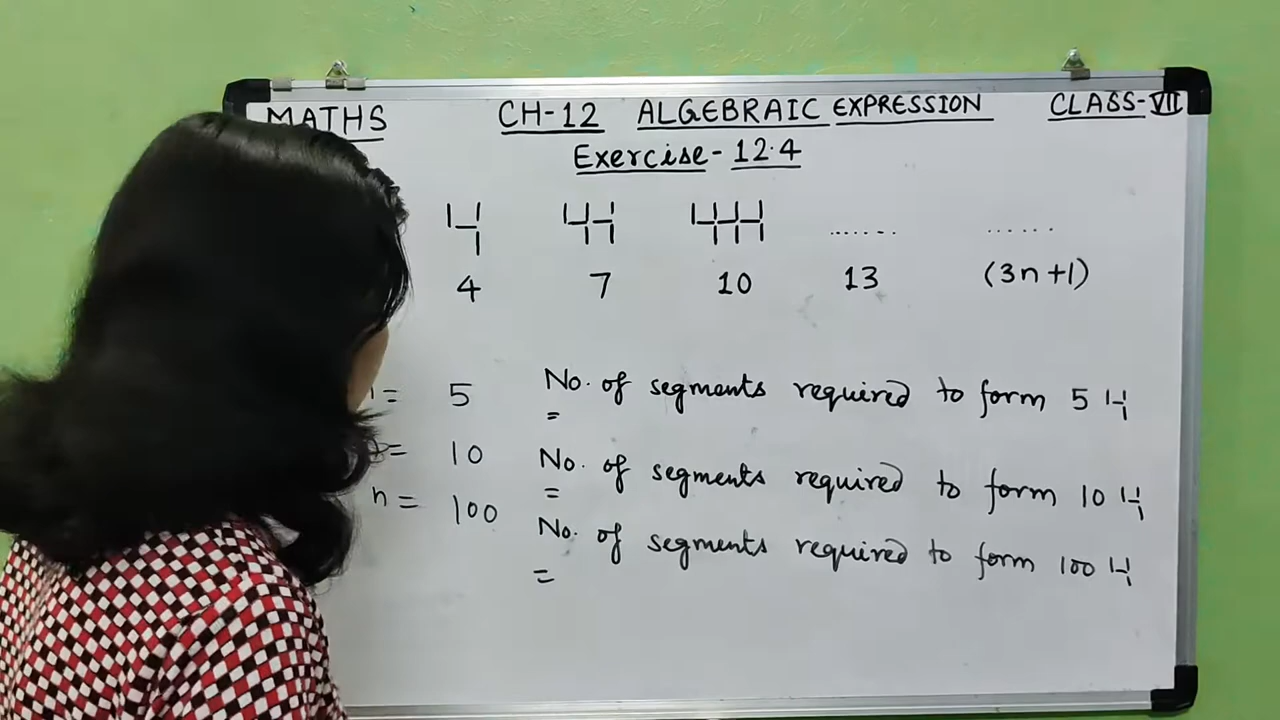 MATHS CH-12 ALGEBRAIC EXPRESSION CLASS-VII
Exercise-12.4
4 7 10 13 (3n+1)
n = 5 No. of segments required to form 5
=
= 10 No. of segments required to form 10
=
n = 100 No. of segments required to form 100
=